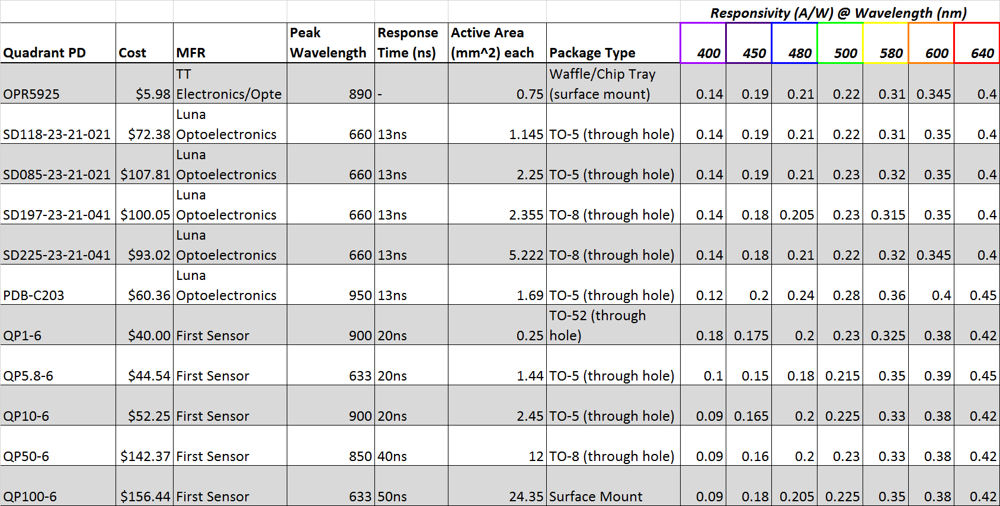 Responsivity (A/W) @ Wavelength (nm)
Quadrant PD Cost MFR Peak Wavelength Response Time (ns) Active Area (mm^2) each Package Type 400 450 480 500 580 600 640
OPR5925 $5.98 TT Electronics/Opte 890 - 0.75 Waffle/Chip Tray (surface mount) 0.14 0.19 0.21 0.22 0.31 0.345 0.4
SD118-23-21-021 $72.38 Luna Optoelectronics 660 13ns 1.145 TO-5 (through hole) 0.14 0.19 0.21 0.22 0.31 0.35 0.4
SD085-23-21-021 $107.81 Luna Optoelectronics 660 13ns 2.25 TO-5 (through hole) 0.14 0.19 0.21 0.23 0.32 0.35 0.4
SD197-23-21-041 $100.05 Luna Optoelectronics 660 13ns 2.355 TO-8 (through hole) 0.14 0.18 0.205 0.23 0.315 0.35 0.4
SD225-23-21-041 $93.02 Luna Optoelectronics 660 13ns 5.222 TO-8 (through hole) 0.14 0.18 0.21 0.22 0.32 0.345 0.4
PDB-C203 $60.36 Luna Optoelectronics 950 13ns 1.69 TO-5 (through hole) 0.12 0.2 0.24 0.28 0.36 0.4 0.45
QP1-6 $40.00 First Sensor 900 20ns 0.25 TO-52 (through hole) 0.18 0.175 0.2 0.23 0.325 0.38 0.42
QP5.8-6 $44.54 First Sensor 633 20ns 1.44 TO-5 (through hole) 0.1 0.15 0.18 0.215 0.35 0.39 0.45
QP10-6 $52.25 First Sensor 900 20ns 2.45 TO-5 (through hole) 0.09 0.165 0.2 0.225 0.33 0.38 0.42
QP50-6 $142.37 First Sensor 850 40ns 12 TO-8 (through hole) 0.09 0.16 0.2 0.23 0.33 0.38 0.42
QP100-6 $156.44 First Sensor 633 50ns 24.35 Surface Mount 0.09 0.18 0.205 0.225 0.35 0.38 0.42